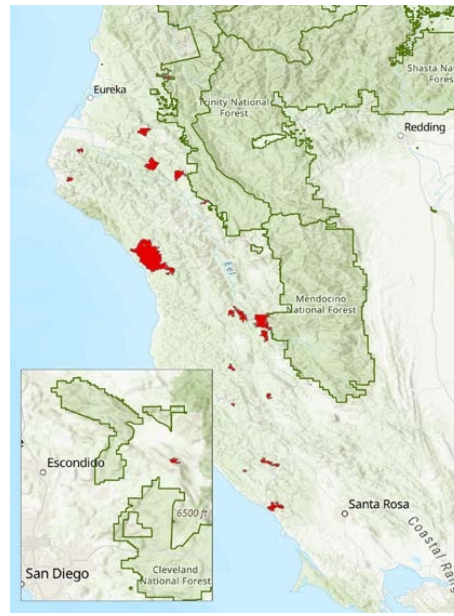 Shasta Na
Fores
Eureka
Trinity National
Forest
Redding
Eel
Mendocino
National Forest
Escondido
6500 ft
Santa Rosa
Coastal Ran
San Diego
Cleveland
National Forest